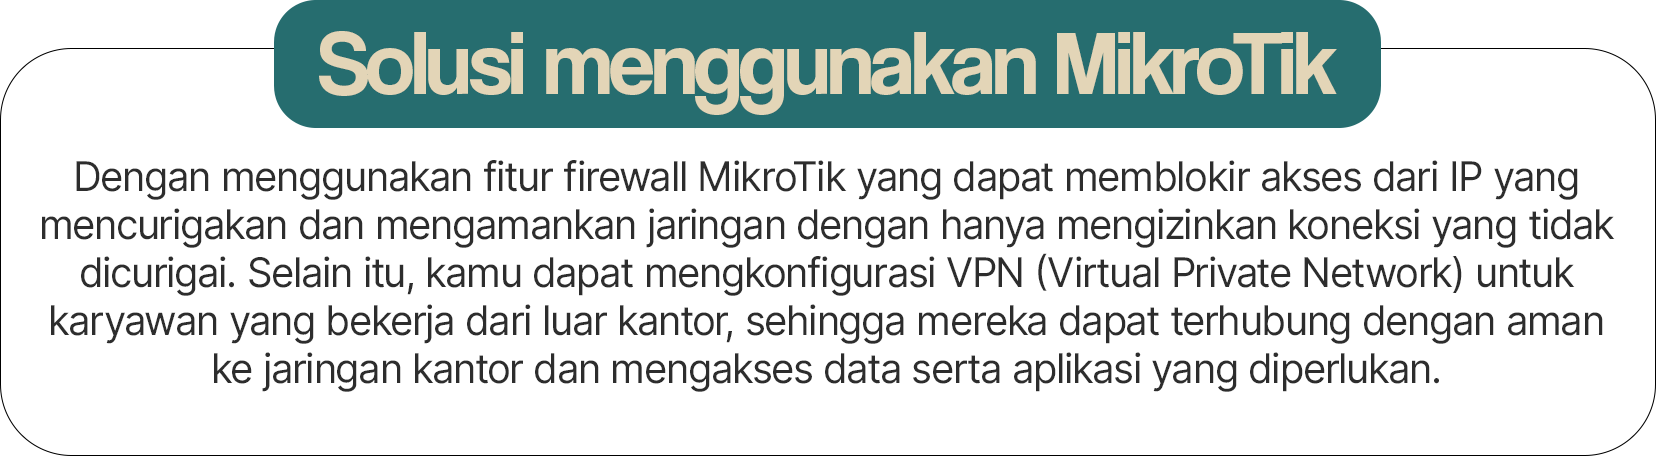 Solusi menggunakan MikroTik
Dengan menggunakan fitur firewall MikroTik yang dapat memblokir akses dari IP yang
mencurigakan dan mengamankan jaringan dengan hanya mengizinkan koneksi yang tidak
dicurigai. Selain itu, kamu dapat mengkonfigurasi VPN (Virtual Private Network) untuk
karyawan yang bekerja dari luar kantor, sehingga mereka dapat terhubung dengan aman
ke jaringan kantor dan mengakses data serta aplikasi yang diperlukan.